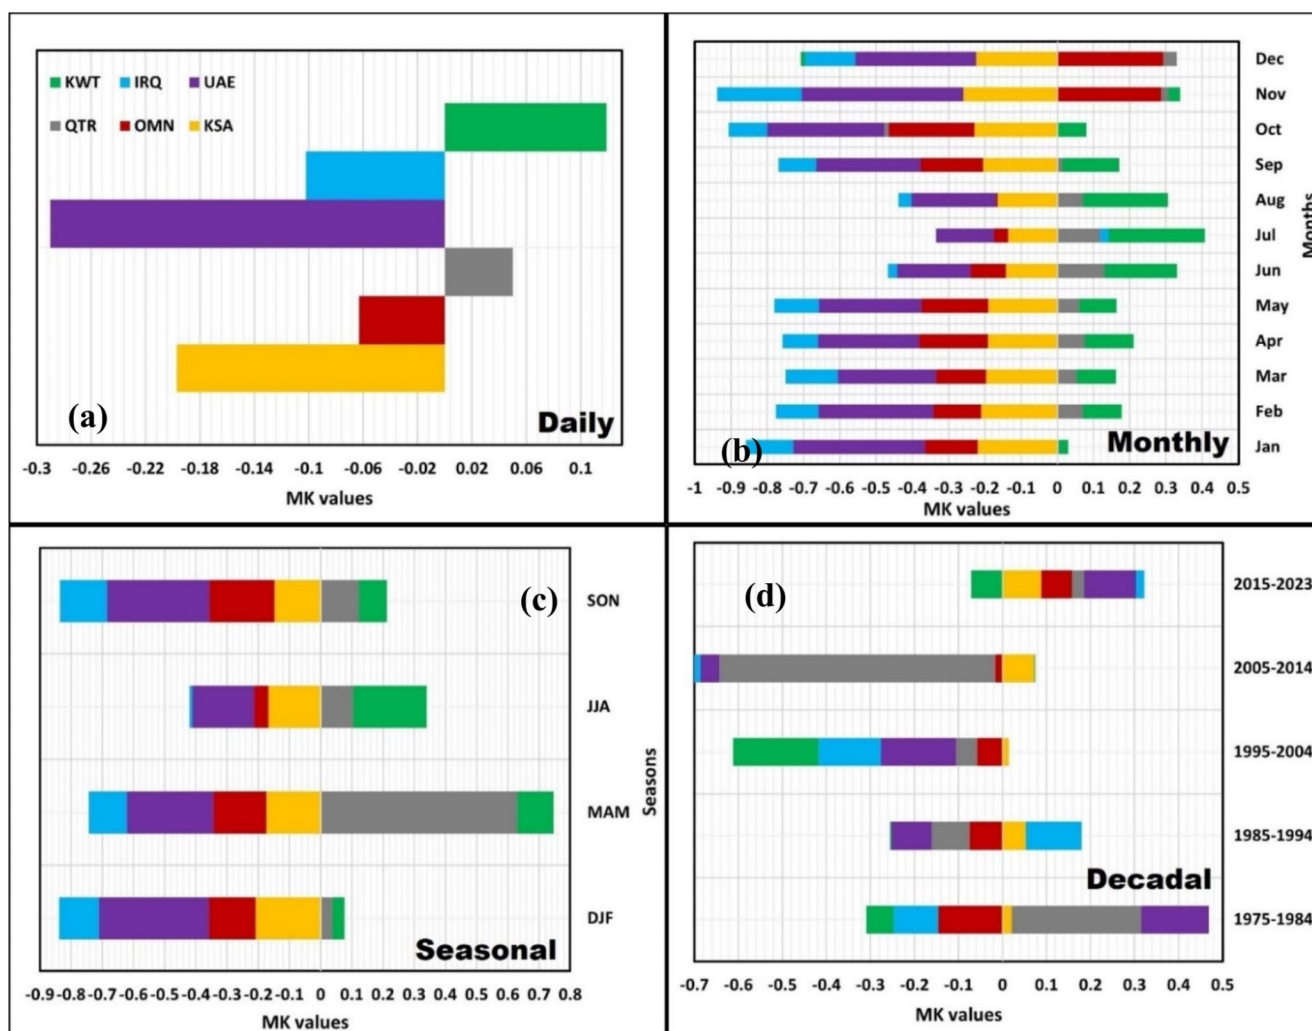 KWT IRQ UAE
QTR OMN KSA
(a)
Daily
-0.3 -0.26 -0.22 -0.18 -0.14 -0.1 -0.06 -0.02 0.02 0.06 0.1
MK values
Dec
Nov
Oct
Sep
Aug
Jul
Jun
May
Apr
Mar
Feb
Jan
Months
(b)
Monthly
-1 -0.9 -0.8 -0.7 -0.6 -0.5 -0.4 -0.3 -0.2 -0.1 0 0.1 0.2 0.3 0.4 0.5
MK values
(c)
SON
JJA
MAM
DJF
Seasons
Seasonal
-0.9 -0.8 -0.7 -0.6 -0.5 -0.4 -0.3 -0.2 -0.1 0 0.1 0.2 0.3 0.4 0.5 0.6 0.7 0.8
MK values
(d)
2015-2023
2005-2014
1995-2004
1985-1994
1975-1984
Decadal
-0.7 -0.6 -0.5 -0.4 -0.3 -0.2 -0.1 0 0.1 0.2 0.3 0.4 0.5
MK values